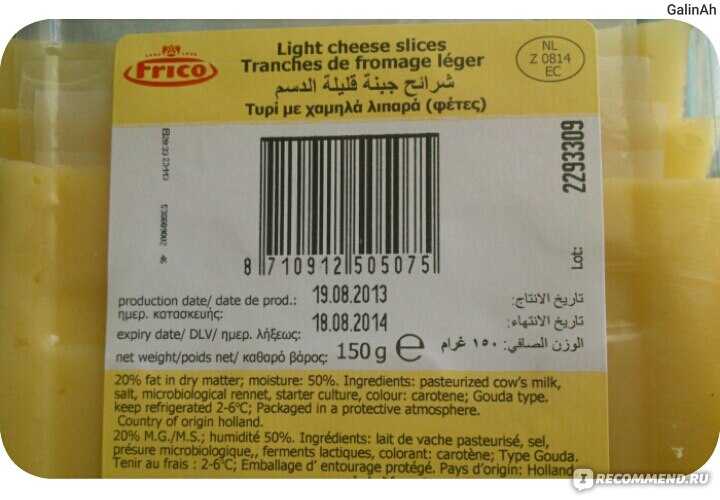 GalinAh
Frico
Light cheese slices
Tranches de fromage léger
شرائح جبنة قليلة الدسم
Τυρί με χαμηλά λιπαρά (φέτες)
NL
Z 0814
EC
2293309
Lot:
8 710912 505075
production date/ date de prod.: 19.08.2013 تاريخ الانتاج:
ημερ. κατασκευής:
expiry date/ DLV/ ημερ. λήξεως: 18.08.2014 تاريخ الانتهاء:
net weight/poids net/ καθαρό βάρος: 150 g e الوزن الصافي: ١٥٠ غرام
20% fat in dry matter; moisture: 50%. Ingredients: pasteurized cow's milk,
salt, microbiological rennet, starter culture, colour: carotene; Gouda type.
keep refrigerated 2-6°C; Packaged in a protective atmosphere.
Country of origin holland.
20% M.G./M.S.; humidité 50%. Ingrédients: lait de vache pasteurisé, sel,
présure microbiologique,, ferments lactiques, colorant: carotène; Type Gouda.
Tenir au frais : 2-6°C; Emballage d' entourage protégé. Pays d'origin: Holland
I RECOMMEND.RU